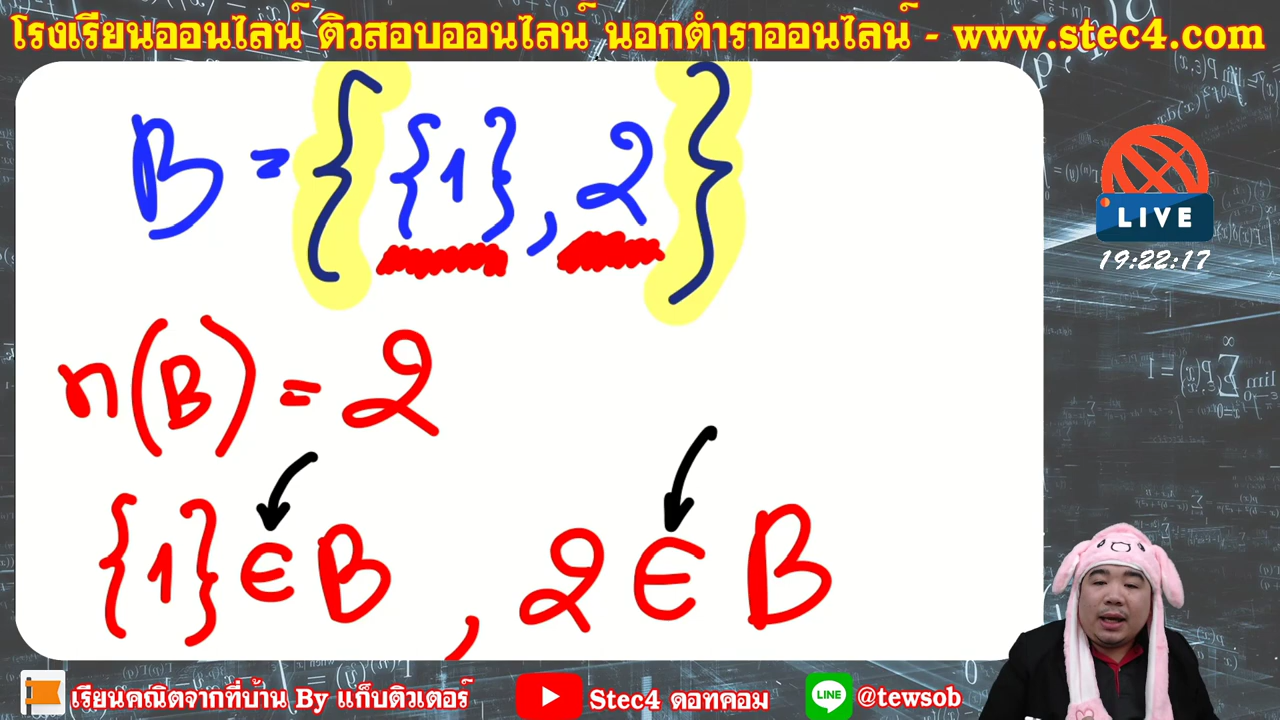 โรงเรียนออนไลน์ ติวสอบออนไลน์ นอกตำราออนไลน์ - www.stec4.com
B = { {1} , 2 }
LIVE
19:22:17
n(B) = 2
{1} ∈ B , 2 ∈ B
เรียนคณิตจากที่บ้าน By แก็บติวเตอร์
Stec4 ดอทคอม
LINE @tewsob